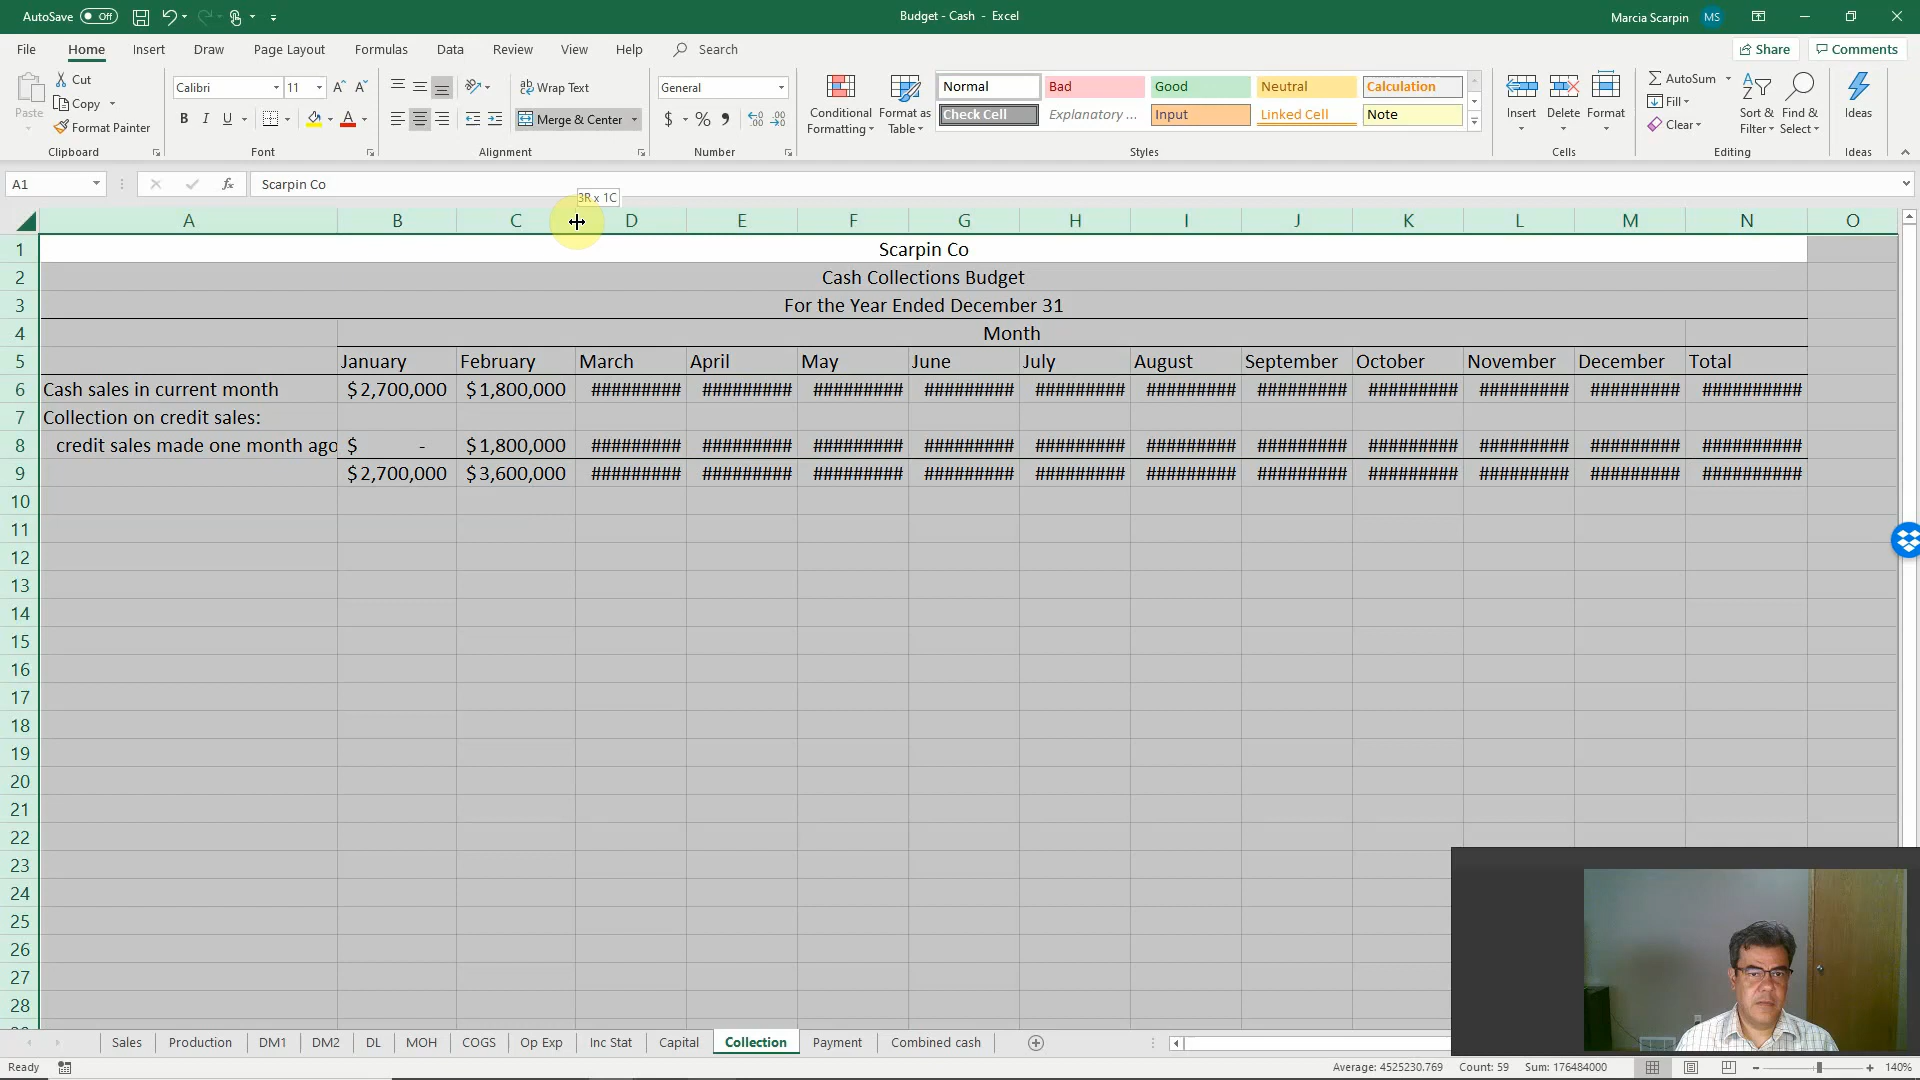 AutoSave Off
Budget - Cash - Excel
Marcia Scarpin MS
File Home Insert Draw Page Layout Formulas Data Review View Help Search Share Comments
Paste
Cut
Copy
Format Painter
Clipboard
Calibri 11
B I U
Font
Wrap Text
Merge & Center
Alignment
General
$ % ,
Number
Conditional Formatting
Format as Table
Normal Bad Good Neutral Calculation
Check Cell Explanatory ... Input Linked Cell Note
Styles
Insert Delete Format
Cells
AutoSum
Fill
Clear
Sort & Filter
Find & Select
Editing
Ideas
Ideas
A1 fx Scarpin Co
3R x 1C
A B C D E F G H I J K L M N O
1 Scarpin Co
2 Cash Collections Budget
3 For the Year Ended December 31
4 Month
5 January February March April May June July August September October November December Total
6 Cash sales in current month $ 2,700,000 $ 1,800,000 ######### ######### ######### ######### ######### ######### ######### ######### ######### ######### ##########
7 Collection on credit sales:
8 credit sales made one month ago $ - $ 1,800,000 ######### ######### ######### ######### ######### ######### ######### ######### ######### ######### ##########
9 $ 2,700,000 $ 3,600,000 ######### ######### ######### ######### ######### ######### ######### ######### ######### ######### ##########
10
11
12
13
14
15
16
17
18
19
20
21
22
23
24
25
26
27
28
Sales Production DM1 DM2 DL MOH COGS Op Exp Inc Stat Capital Collection Payment Combined cash
Ready
Average: 4525230.769 Count: 59 Sum: 176484000
140%